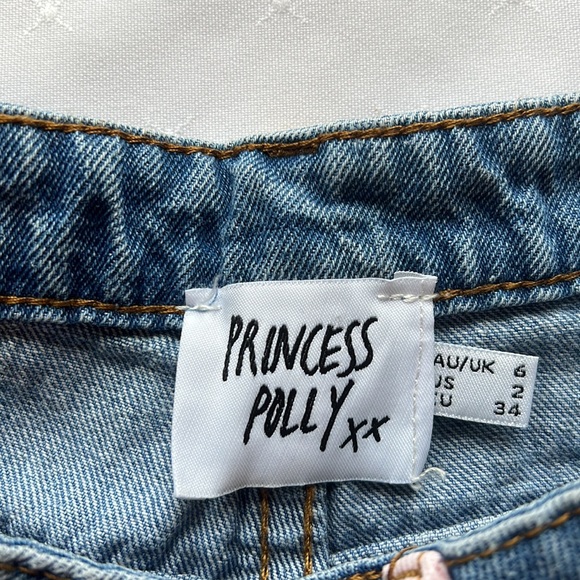 PRINCESS
POLLY xx
AU/UK 6
US 2
EU 34